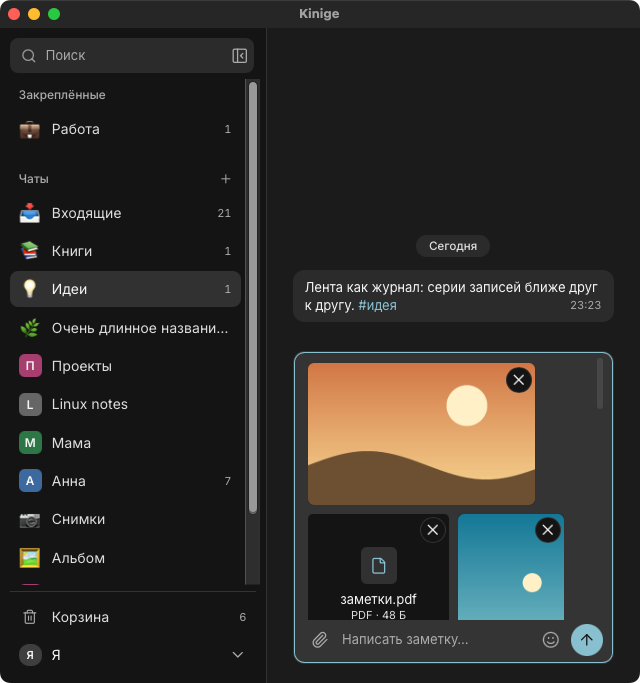 Kinige
Поиск
Закреплённые
Работа 1
Чаты
Входящие 21
Книги 1
Идеи 1
Очень длинное названи...
П Проекты
L Linux notes
М Мама
А Анна 7
Снимки
Альбом
Корзина 6
Я Я
Сегодня
Лента как журнал: серии записей ближе друг
к другу. #идея 23:23
заметки.pdf
PDF · 48 Б
Написать заметку...